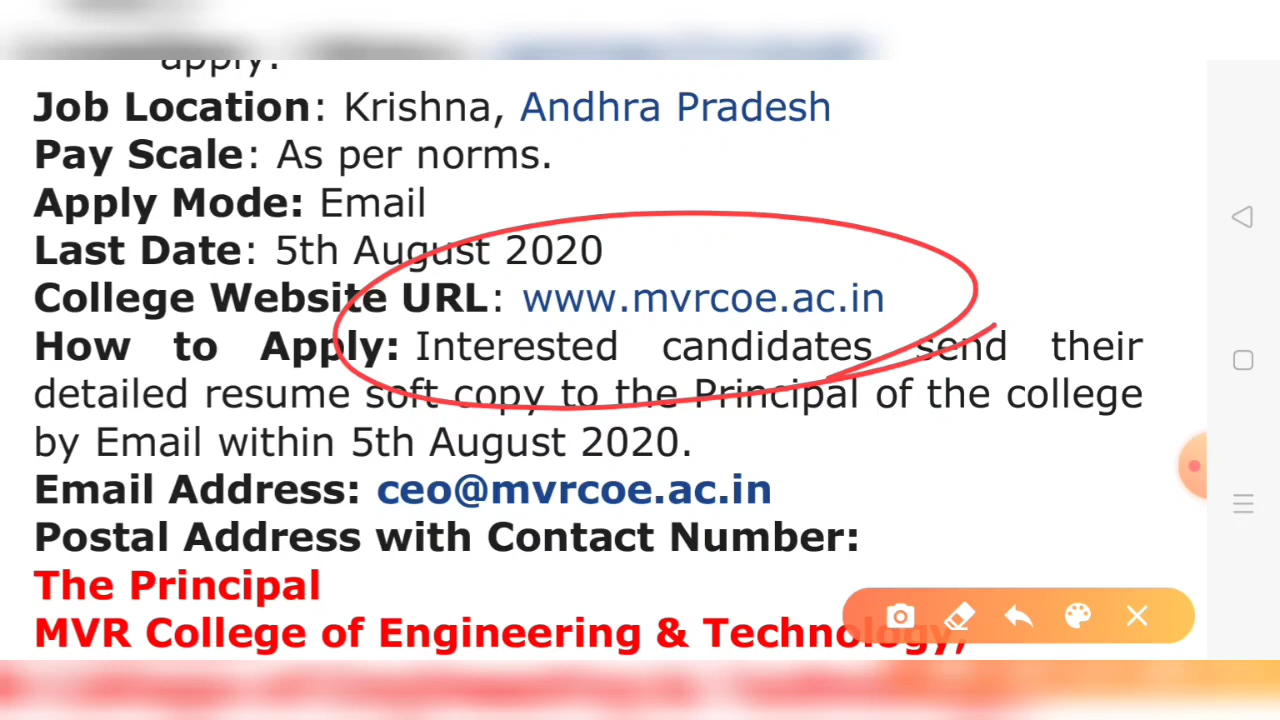 apply.
Job Location: Krishna, Andhra Pradesh
Pay Scale: As per norms.
Apply Mode: Email
Last Date: 5th August 2020
College Website URL: www.mvrcoe.ac.in
How to Apply: Interested candidates send their
detailed resume soft copy to the Principal of the college
by Email within 5th August 2020.
Email Address: ceo@mvrcoe.ac.in
Postal Address with Contact Number:
The Principal
MVR College of Engineering & Technology,